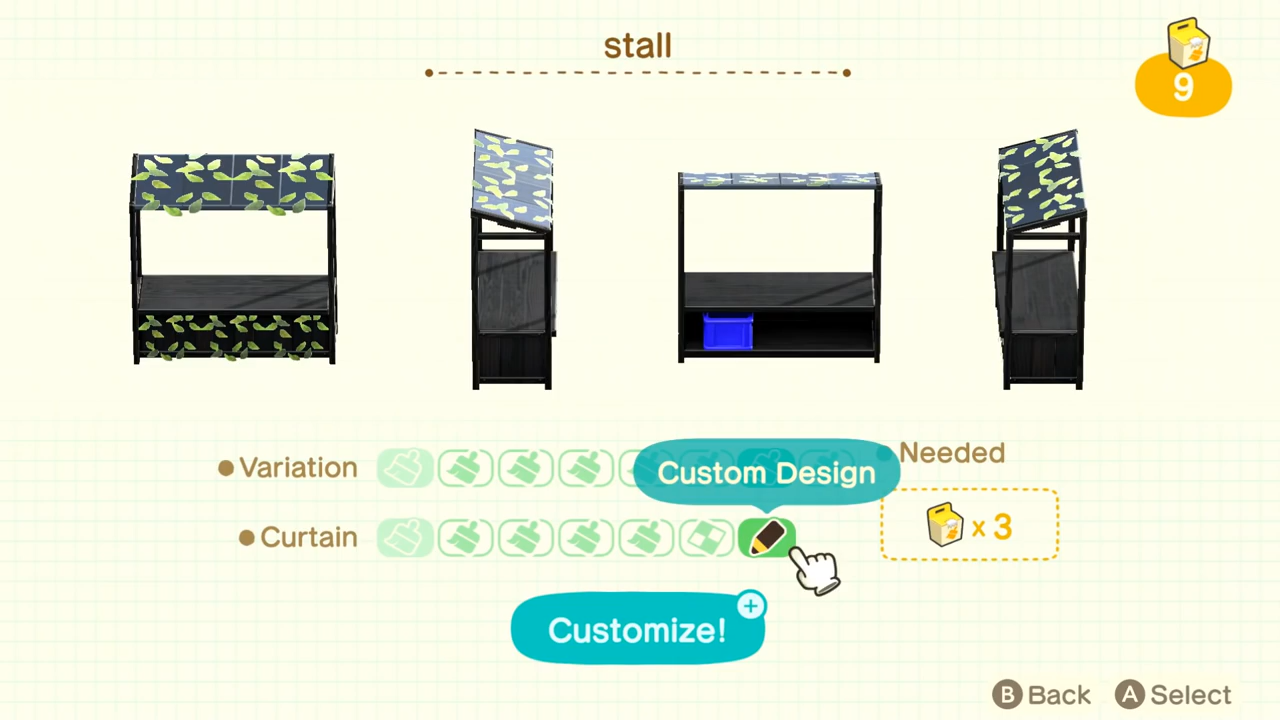 stall
9
Variation
Custom Design
Needed
Curtain
x 3
Customize!
+
B Back
A Select